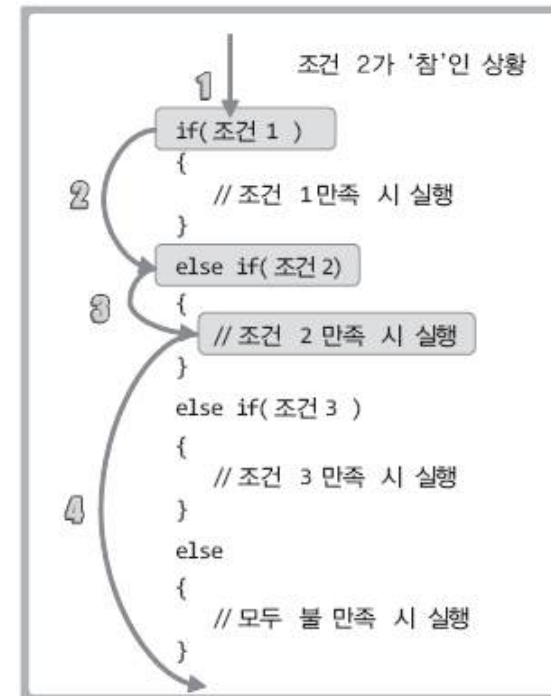 조건 2가 '참'인 상황
1
if( 조건 1 )
{
// 조건 1만족 시 실행
2
}
else if( 조건 2)
3
{
// 조건 2 만족 시 실행
}
else if( 조건 3 )
{
// 조건 3 만족 시 실행
4
}
else
{
// 모두 불 만족 시 실행
}